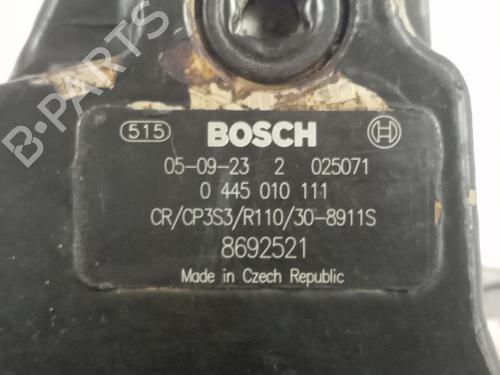 B-PARTS
515 BOSCH
05-09-23 2 025071
0 445 010 111
CR/CP3S3/R110/30-8911S
8692521
Made in Czech Republic